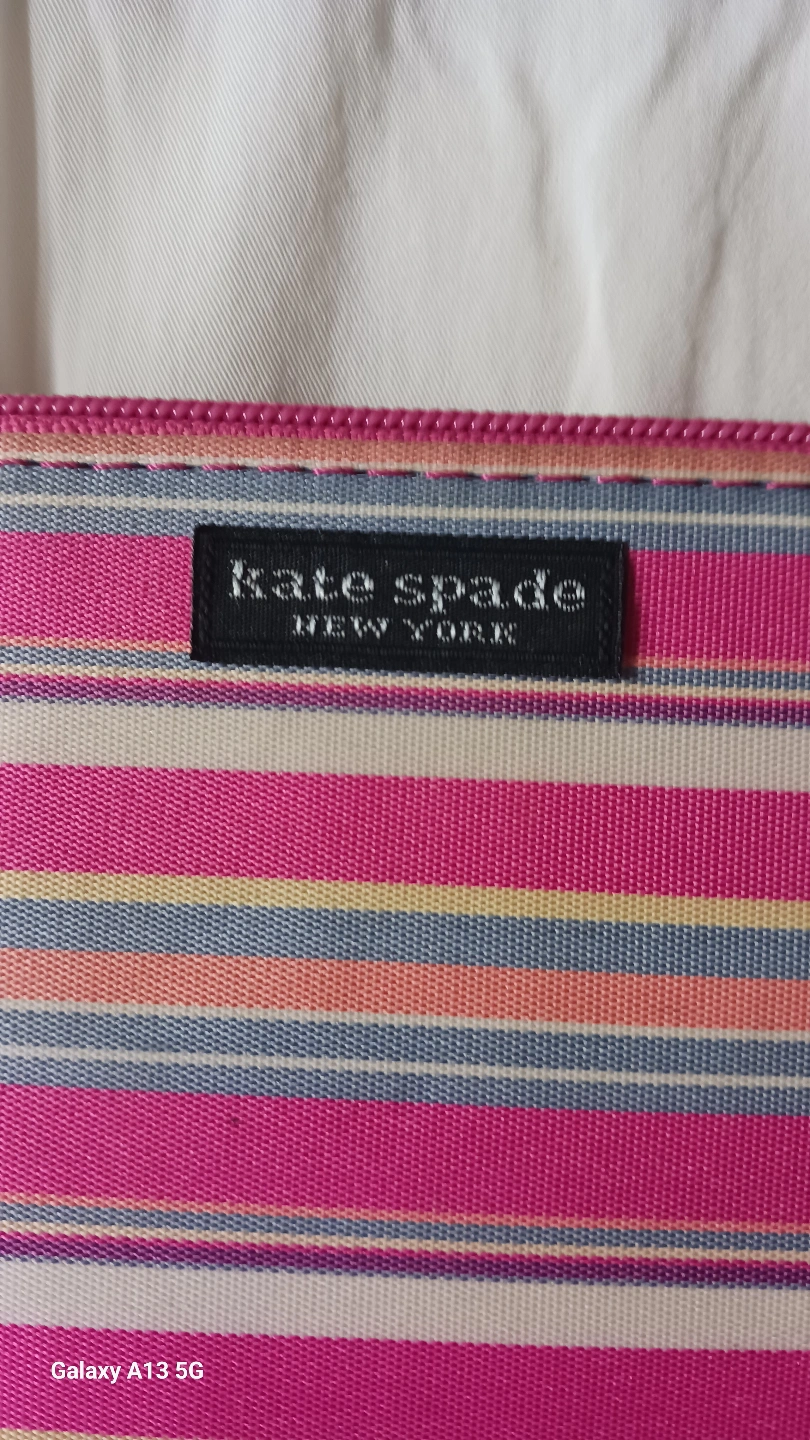 kate spade
NEW YORK
Galaxy A13 5G